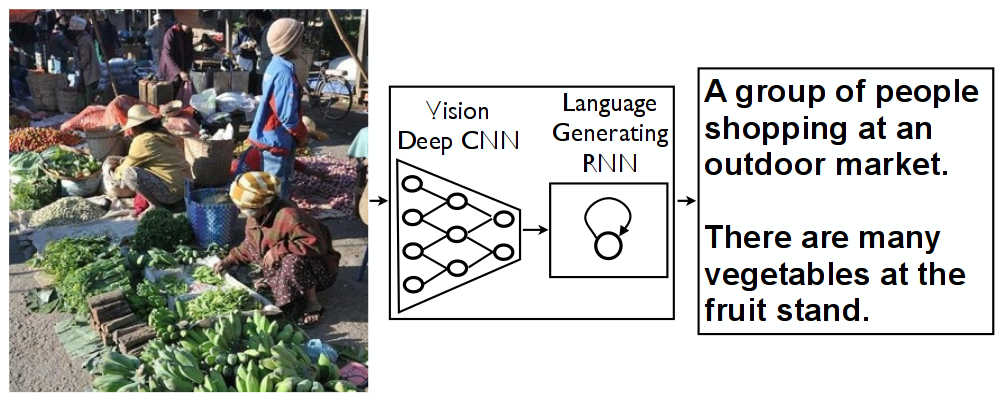 Vision
Deep CNN
Language
Generating
RNN
A group of people
shopping at an
outdoor market.
There are many
vegetables at the
fruit stand.